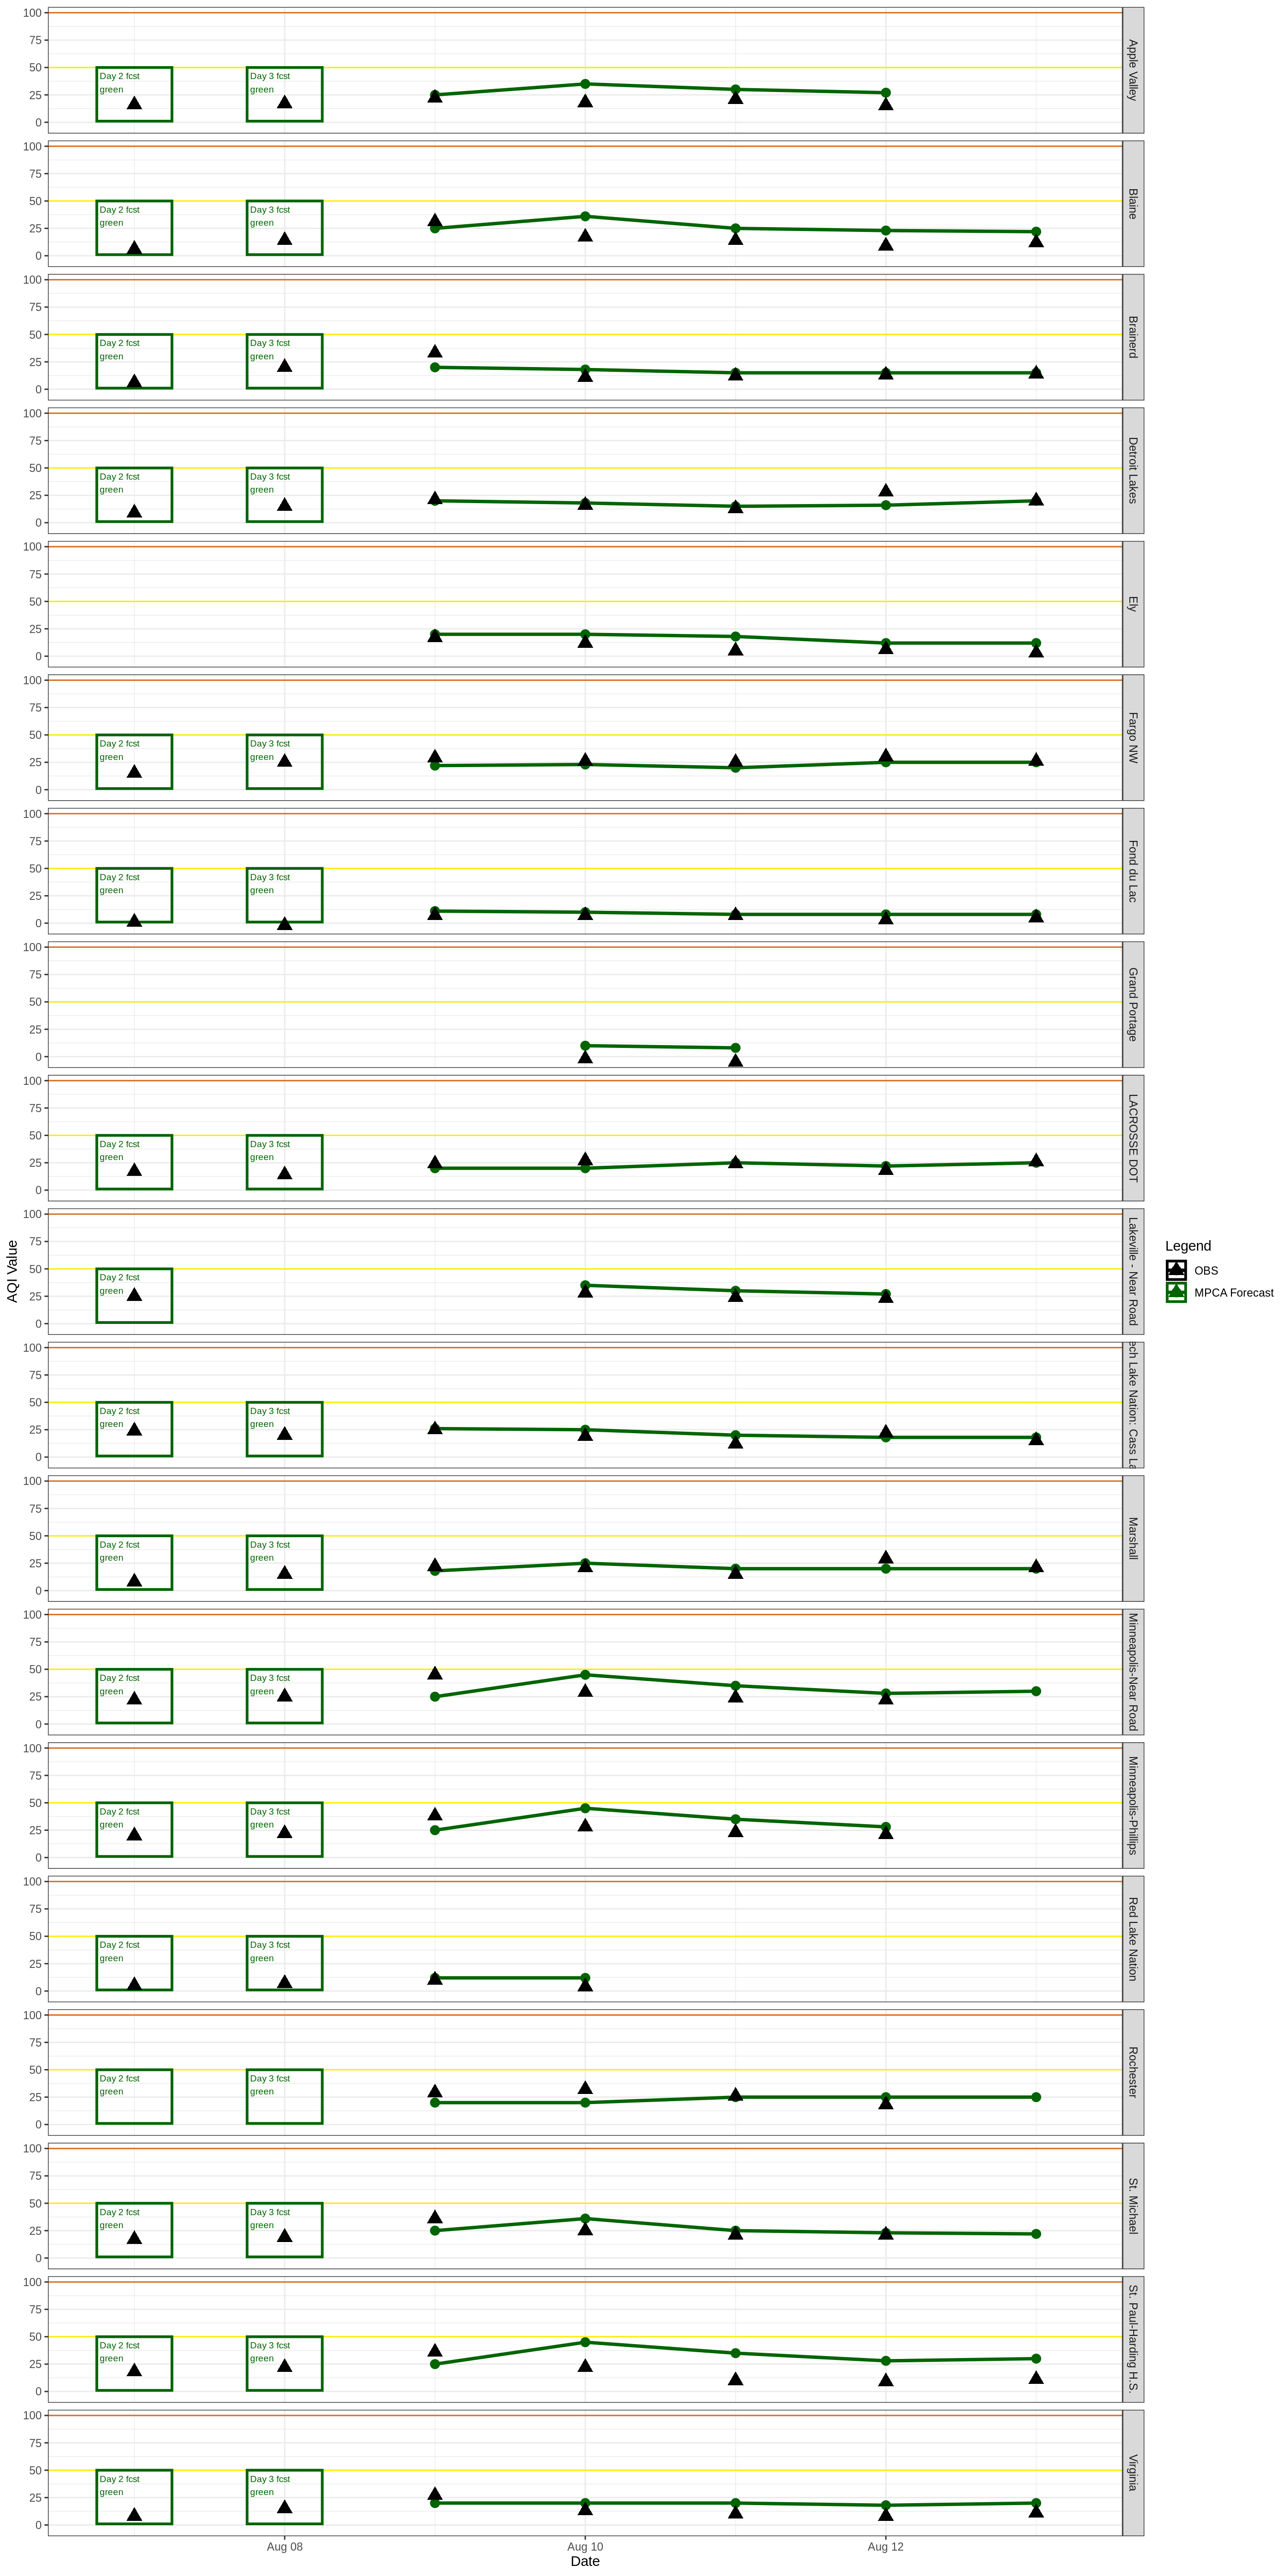 100
75
50
25
0
Day 2 fcst
green
Day 3 fcst
green
Apple Valley
100
75
50
25
0
Day 2 fcst
green
Day 3 fcst
green
Blaine
100
75
50
25
0
Day 2 fcst
green
Day 3 fcst
green
Brainerd
100
75
50
25
0
Day 2 fcst
green
Day 3 fcst
green
Detroit Lakes
100
75
50
25
0
Ely
100
75
50
25
0
Day 2 fcst
green
Day 3 fcst
green
Fargo NW
100
75
50
25
0
Day 2 fcst
green
Day 3 fcst
green
Fond du Lac
100
75
50
25
0
Grand Portage
100
75
50
25
0
Day 2 fcst
green
Day 3 fcst
green
LACROSSE DOT
AQI Value
100
75
50
25
0
Day 2 fcst
green
Lakeville - Near Road
Legend
OBS
MPCA Forecast
100
75
50
25
0
Day 2 fcst
green
Day 3 fcst
green
ech Lake Nation: Cass La
100
75
50
25
0
Day 2 fcst
green
Day 3 fcst
green
Marshall
100
75
50
25
0
Day 2 fcst
green
Day 3 fcst
green
Minneapolis-Near Road
100
75
50
25
0
Day 2 fcst
green
Day 3 fcst
green
Minneapolis-Phillips
100
75
50
25
0
Day 2 fcst
green
Day 3 fcst
green
Red Lake Nation
100
75
50
25
0
Day 2 fcst
green
Day 3 fcst
green
Rochester
100
75
50
25
0
Day 2 fcst
green
Day 3 fcst
green
St. Michael
100
75
50
25
0
Day 2 fcst
green
Day 3 fcst
green
St. Paul-Harding H.S.
100
75
50
25
0
Day 2 fcst
green
Day 3 fcst
green
Virginia
Aug 08
Aug 10
Aug 12
Date